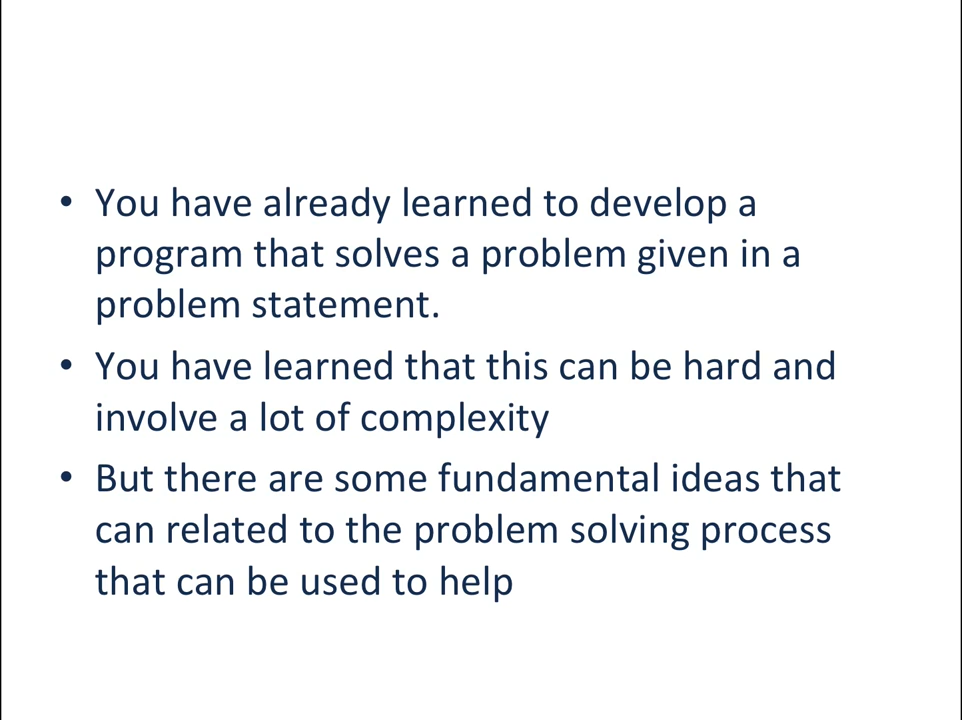 • You have already learned to develop a
program that solves a problem given in a
problem statement.
• You have learned that this can be hard and
involve a lot of complexity
• But there are some fundamental ideas that
can related to the problem solving process
that can be used to help